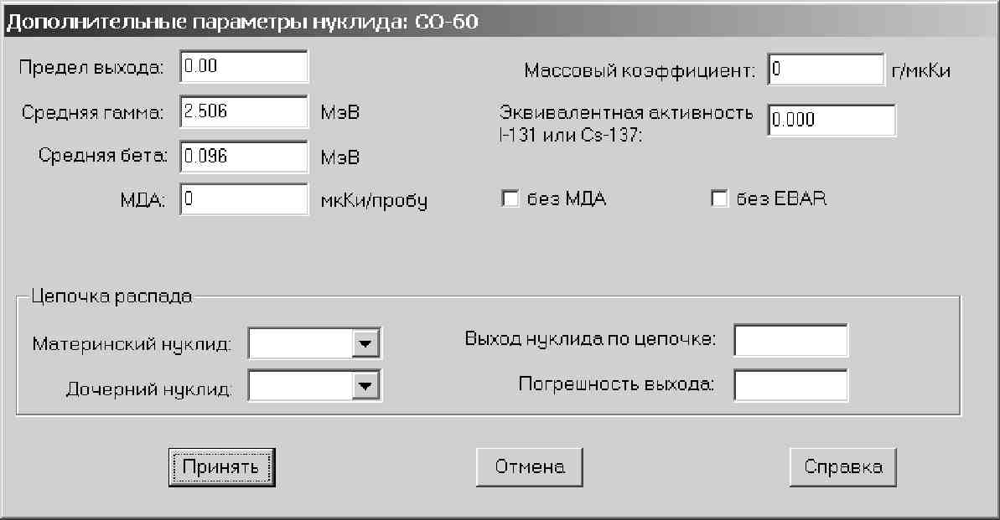 Дополнительные параметры нуклида: CO-60
Предел выхода: 0.00
Массовый коэффициент: 0 г/мкКи
Средняя гамма: 2.506 МэВ
Эквивалентная активность
I-131 или Cs-137: 0.000
Средняя бета: 0.096 МэВ
МДА: 0 мкКи/пробу
без МДА
без EBAR
Цепочка распада
Материнский нуклид:
Выход нуклида по цепочке:
Дочерний нуклид:
Погрешность выхода:
Принять
Отмена
Справка